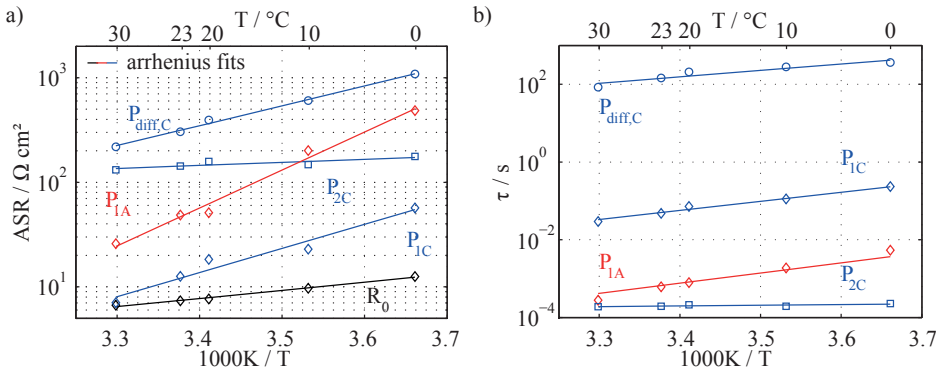 a)
T / °C
30 23 20 10 0
arrhenius fits
10³
10²
10¹
ASR / Ω cm²
P_diff,C
P_2C
P_1A
P_1C
R_0
3.3 3.4 3.5 3.6 3.7
1000K / T
b)
T / °C
30 23 20 10 0
10²
10⁰
10⁻²
10⁻⁴
τ / s
P_diff,C
P_1C
P_1A
P_2C
3.3 3.4 3.5 3.6 3.7
1000K / T